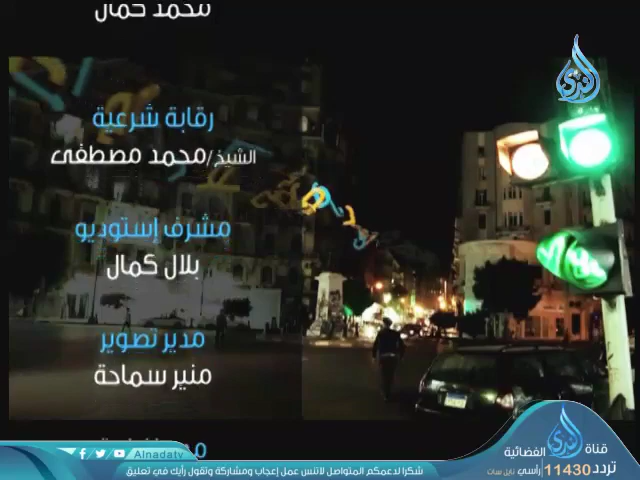 محمد كمال
رقابة شرعية
الشيخ/محمد مصطفى
مشرف إستوديو
بلال كمال
مدير تصوير
منير سماحة
الندى
Alnadatv
قناة الندى الفضائية
تردد 11430 رأسي نايل سات
شكرا لدعمكم المتواصل لاتنس عمل إعجاب ومشاركة وتقول رأيك في تعليق